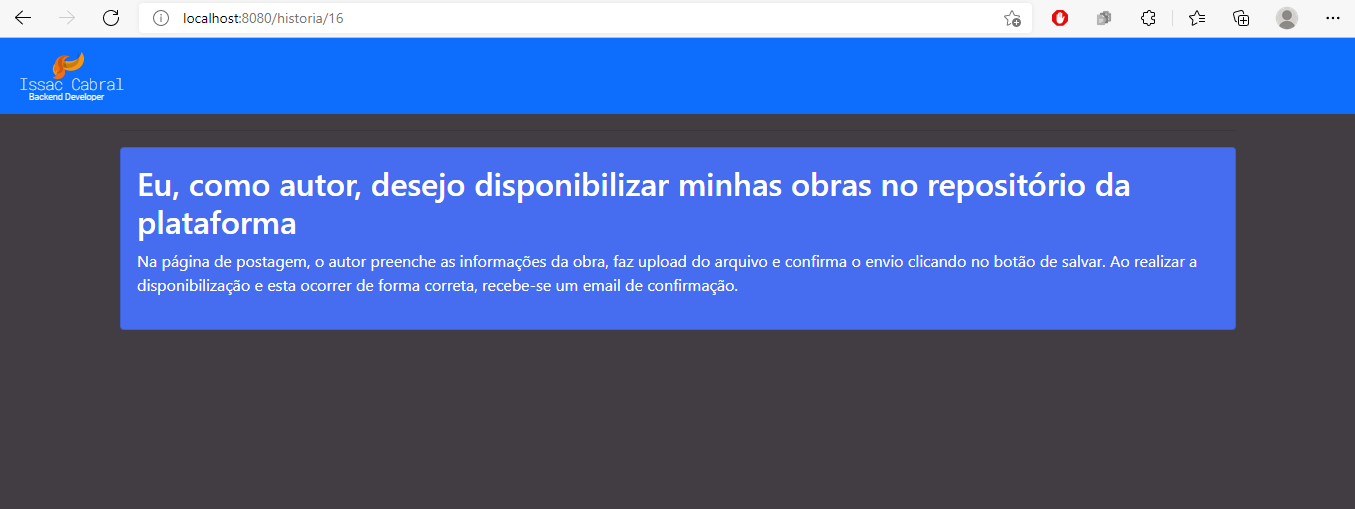 localhost:8080/historia/16
Issac Cabral
Backend Developer
Eu, como autor, desejo disponibilizar minhas obras no repositório da
plataforma
Na página de postagem, o autor preenche as informações da obra, faz upload do arquivo e confirma o envio clicando no botão de salvar. Ao realizar a
disponibilização e esta ocorrer de forma correta, recebe-se um email de confirmação.